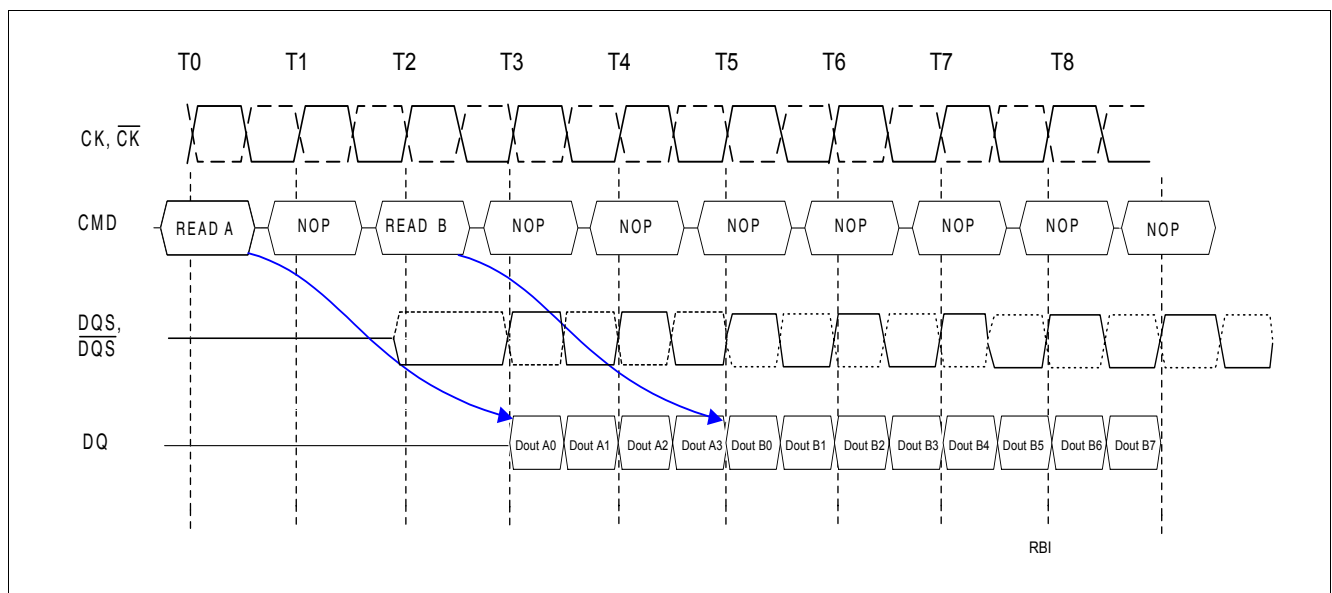 T0 T1 T2 T3 T4 T5 T6 T7 T8
CK, C̅K̅
CMD READ A NOP READ B NOP NOP NOP NOP NOP NOP NOP
DQS,
D̅Q̅S̅
DQ Dout A0 Dout A1 Dout A2 Dout A3 Dout B0 Dout B1 Dout B2 Dout B3 Dout B4 Dout B5 Dout B6 Dout B7
RBI